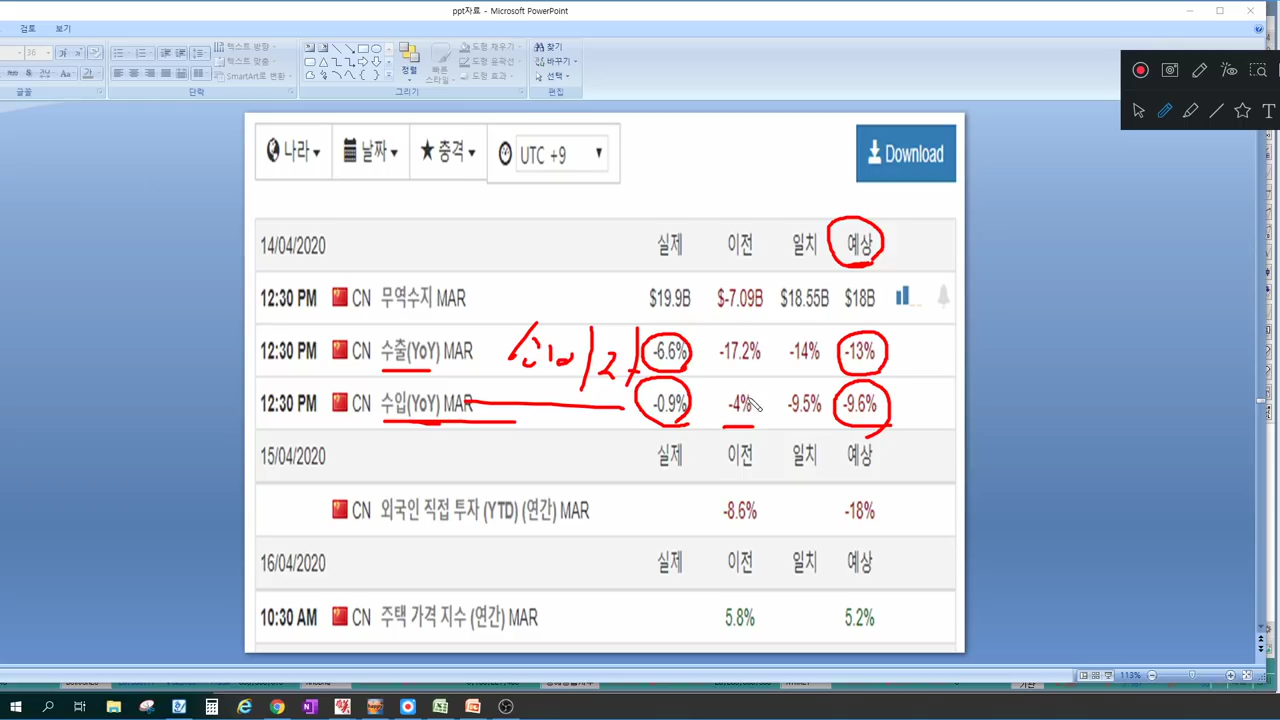 ppt자료 - Microsoft PowerPoint
검토 보기
36
텍스트 방향
도형 채우기
찾기
텍스트 맞춤
정렬
빠른
도형 윤곽선
바꾸기
SmartArt로 변환
스타일
도형 효과
선택
글꼴 단락 그리기 편집
나라 날짜 충격 UTC +9 Download
14/04/2020 실제 이전 일치 예상
12:30 PM CN 무역수지 MAR $19.9B $-7.09B $18.55B $18B
12:30 PM CN 수출(YoY) MAR -6.6% -17.2% -14% -13%
12:30 PM CN 수입(YoY) MAR -0.9% -4% -9.5% -9.6%
15/04/2020 실제 이전 일치 예상
CN 외국인 직접 투자 (YTD) (연간) MAR -8.6% -18%
16/04/2020 실제 이전 일치 예상
10:30 AM CN 주택 가격 지수 (연간) MAR 5.8% 5.2%
113%